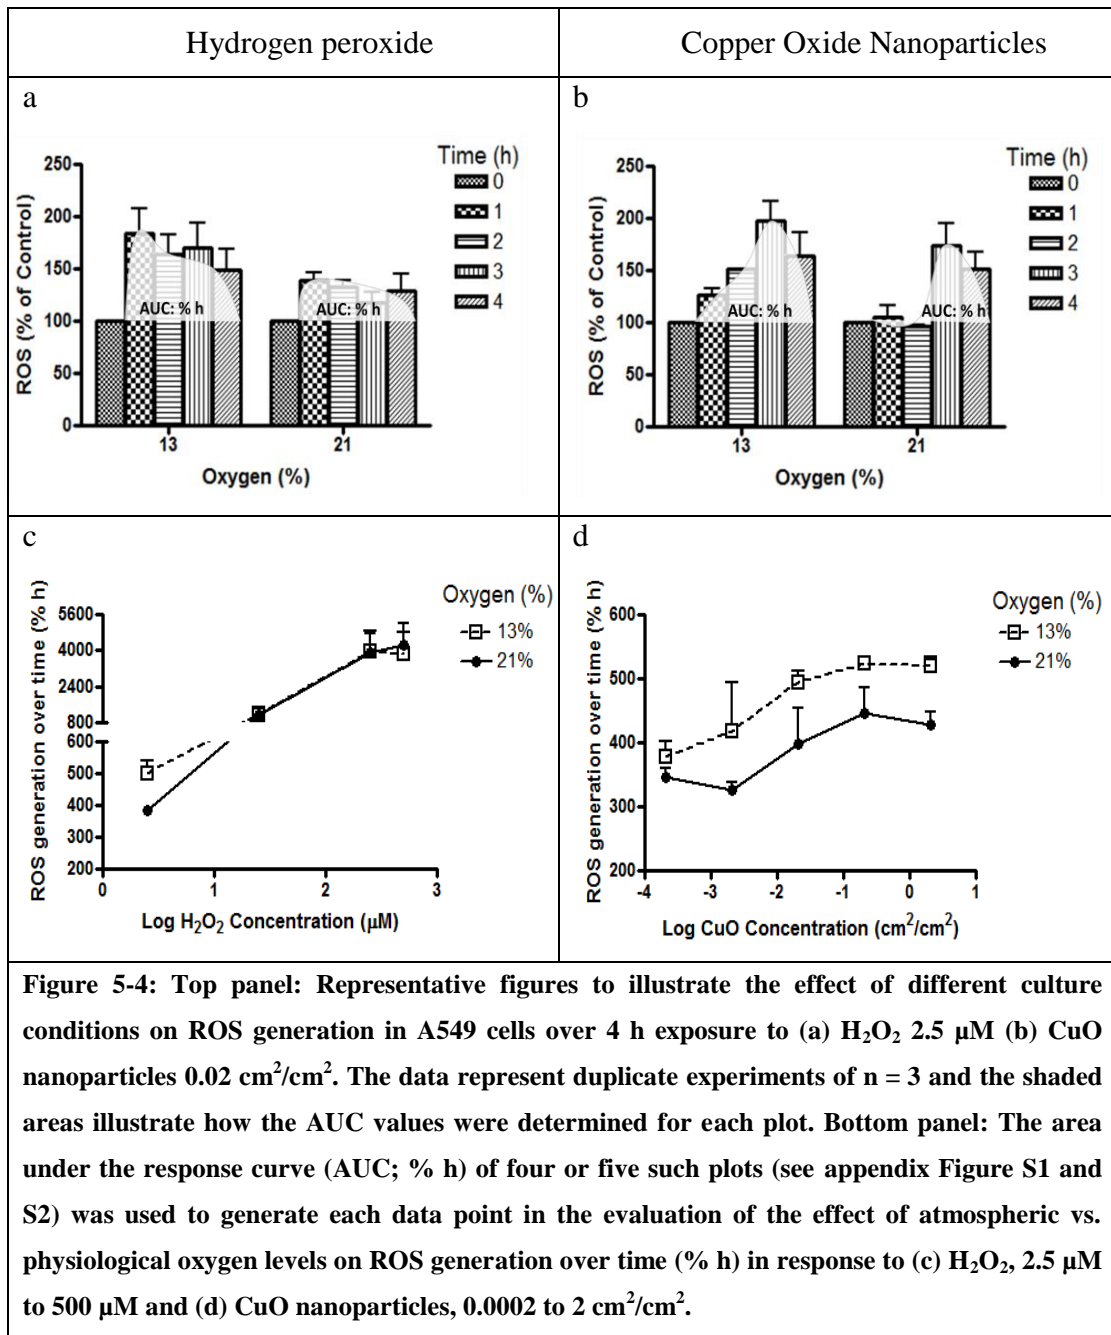 Hydrogen peroxide
Copper Oxide Nanoparticles
a
250
200
150
100
50
0
ROS (% of Control)
AUC: % h
AUC: % h
13
21
Oxygen (%)
Time (h)
0
1
2
3
4
b
250
200
150
100
50
0
ROS (% of Control)
AUC: % h
AUC: % h
13
21
Oxygen (%)
Time (h)
0
1
2
3
4
c
5600
4000
2400
800
600
500
400
300
200
ROS generation over time (% h)
0
1
2
3
Log H₂O₂ Concentration (µM)
Oxygen (%)
13%
21%
d
600
500
400
300
200
ROS generation over time (% h)
-4
-3
-2
-1
0
1
Log CuO Concentration (cm²/cm²)
Oxygen (%)
13%
21%
Figure 5-4: Top panel: Representative figures to illustrate the effect of different culture
conditions on ROS generation in A549 cells over 4 h exposure to (a) H₂O₂ 2.5 µM (b) CuO
nanoparticles 0.02 cm²/cm². The data represent duplicate experiments of n = 3 and the shaded
areas illustrate how the AUC values were determined for each plot. Bottom panel: The area
under the response curve (AUC; % h) of four or five such plots (see appendix Figure S1 and
S2) was used to generate each data point in the evaluation of the effect of atmospheric vs.
physiological oxygen levels on ROS generation over time (% h) in response to (c) H₂O₂, 2.5 µM
to 500 µM and (d) CuO nanoparticles, 0.0002 to 2 cm²/cm².